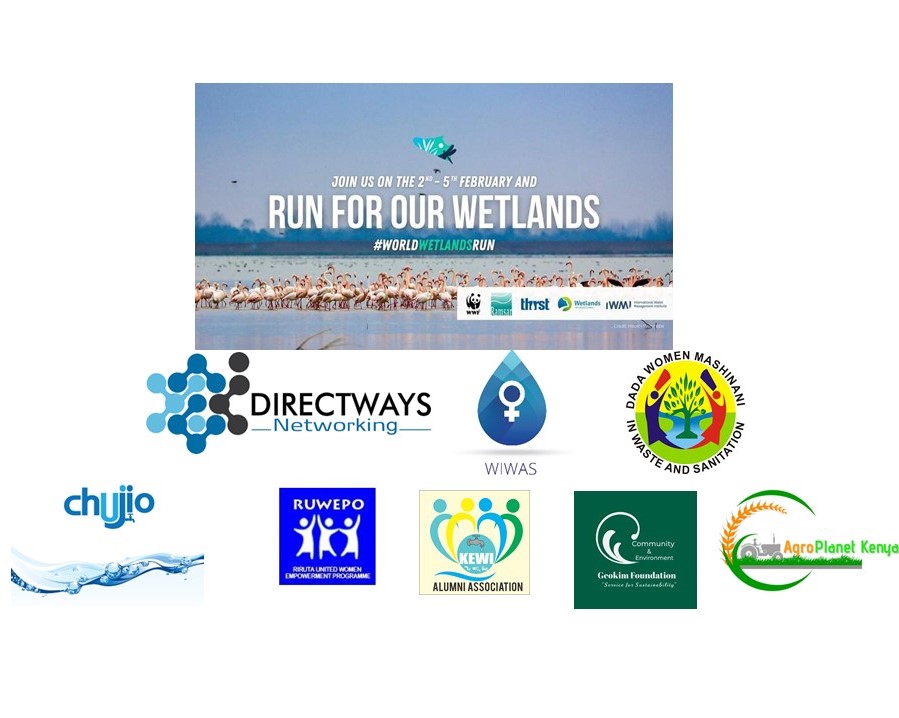 JOIN US ON THE 2ND - 5TH FEBRUARY AND
RUN FOR OUR WETLANDS
#WORLDWETLANDSRUN
WWF
Ramsar
thirst
Wetlands
IWMI
International Water
Management Institute
DIRECTWAYS
Networking
WIWAS
DADA WOMEN MASHINANI
IN WASTE AND SANITATION
chujio
RUWEPO
RIRUTA UNITED WOMEN
EMPOWERMENT PROGRAMME
KEWI
ALUMNI ASSOCIATION
Community
&
Environment
Geokim Foundation
"Service for Sustainability"
AgroPlanet Kenya